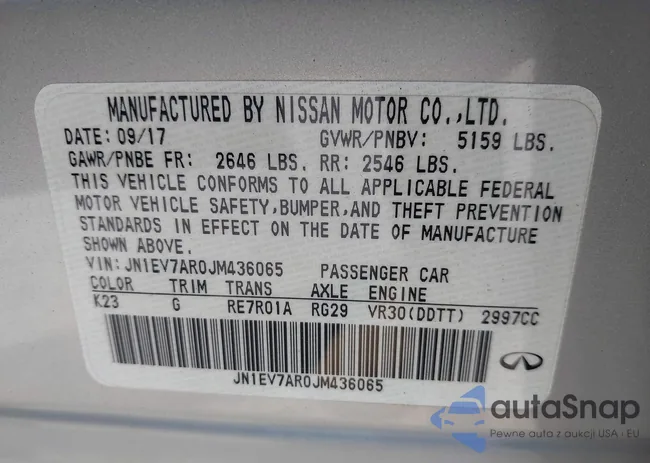 MANUFACTURED BY NISSAN MOTOR CO.,LTD.
DATE: 09/17 GVWR/PNBV: 5159 LBS.
GAWR/PNBE FR: 2646 LBS. RR: 2546 LBS.
THIS VEHICLE CONFORMS TO ALL APPLICABLE FEDERAL
MOTOR VEHICLE SAFETY,BUMPER,AND THEFT PREVENTION
STANDARDS IN EFFECT ON THE DATE OF MANUFACTURE
SHOWN ABOVE.
VIN: JN1EV7AR0JM436065 PASSENGER CAR
COLOR TRIM TRANS AXLE ENGINE
K23 G RE7R01A RG29 VR30(DDTT) 2997CC
JN1EV7AR0JM436065
autaSnap
Pewne auta z aukcji USA i EU